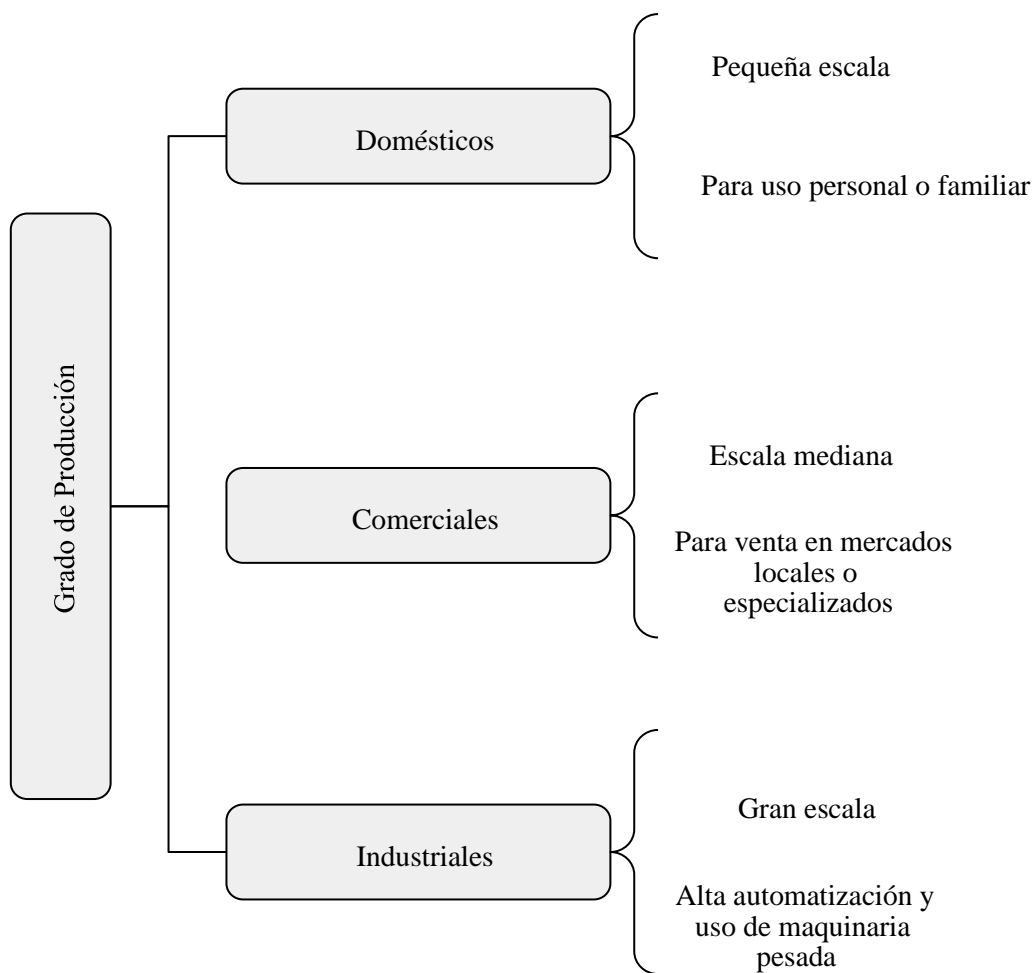 Grado de Producción
Domésticos
Pequeña escala
Para uso personal o familiar
Comerciales
Escala mediana
Para venta en mercados
locales o
especializados
Industriales
Gran escala
Alta automatización y
uso de maquinaria
pesada